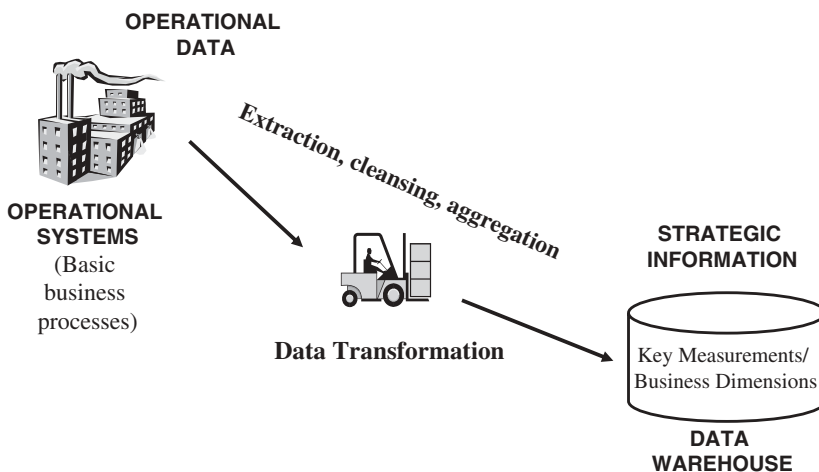 OPERATIONAL
DATA
Extraction, cleansing, aggregation
OPERATIONAL
SYSTEMS
(Basic
business
processes)
Data Transformation
STRATEGIC
INFORMATION
Key Measurements/
Business Dimensions
DATA
WAREHOUSE